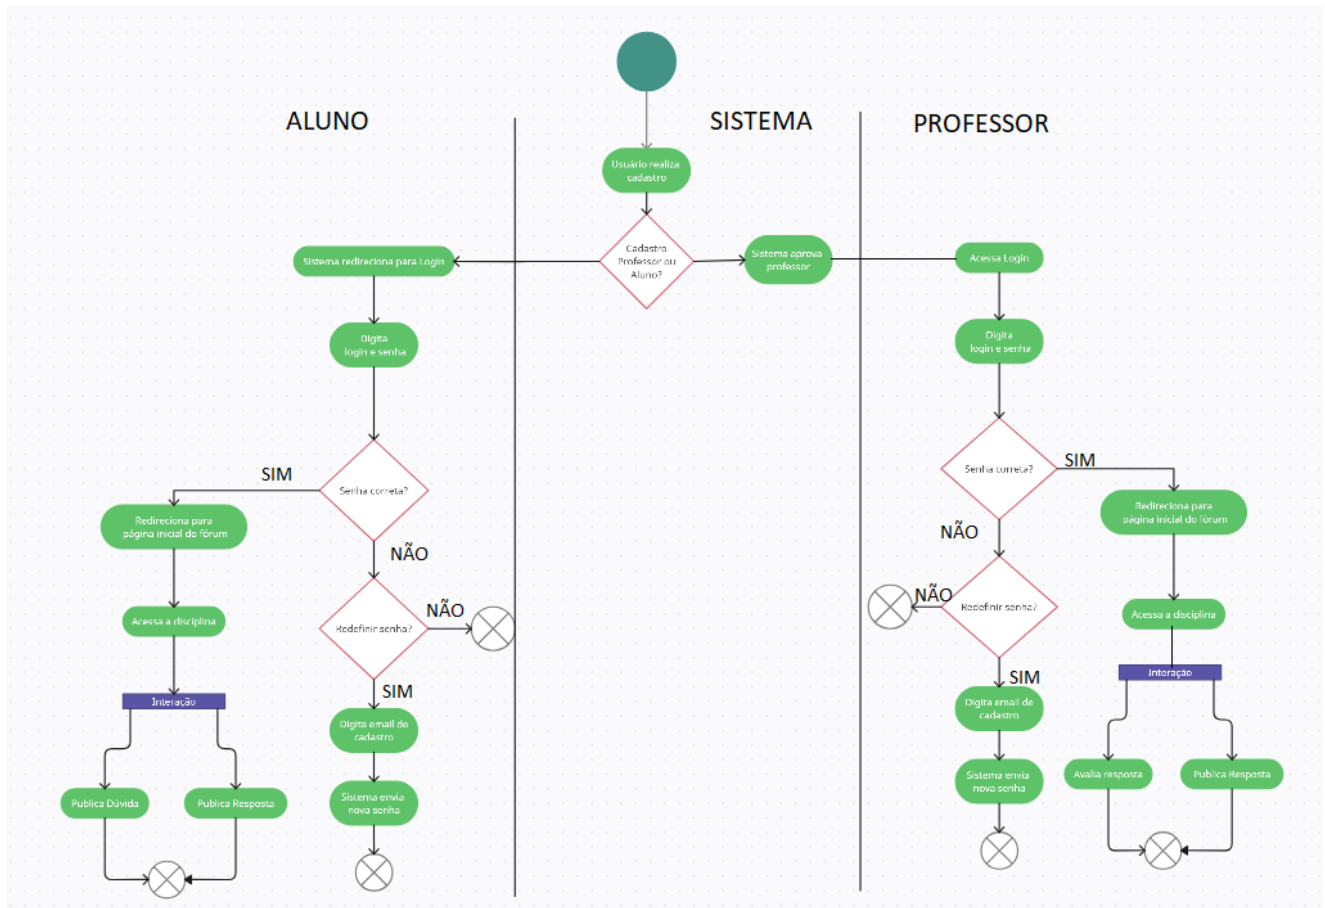 ALUNO
SISTEMA
PROFESSOR
Usuário realiza
cadastro
Cadastro
Professor ou
Aluno?
Sistema redireciona para Login
Sistema aprova
professor
Acessa Login
Digita
login e senha
Digita
login e senha
Senha correta?
SIM
NÃO
Redireciona para
página inicial do fórum
Acessa a disciplina
Interação
Publica Dúvida
Publica Resposta
Redefinir senha?
NÃO
SIM
Digita email de
cadastro
Sistema envia
nova senha
Senha correta?
SIM
NÃO
Redireciona para
página inicial do fórum
Redefinir senha?
NÃO
SIM
Digita email de
cadastro
Sistema envia
nova senha
Acessa a disciplina
Interação
Avalia resposta
Publica Resposta